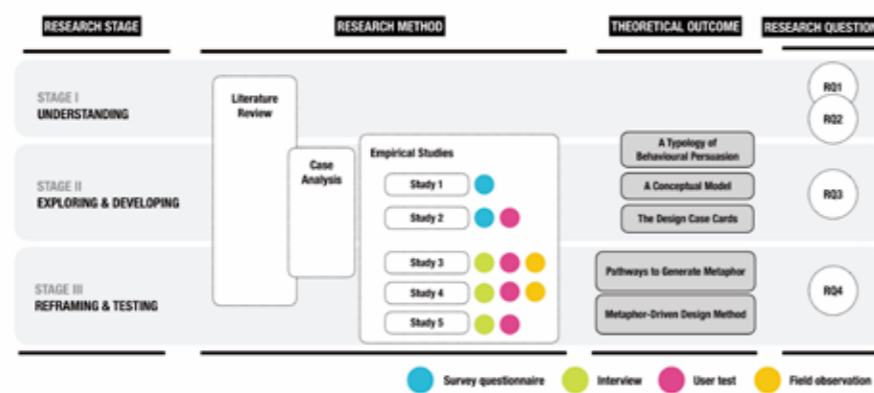 RESEARCH STAGE
RESEARCH METHOD
THEORETICAL OUTCOME
RESEARCH QUESTION
STAGE I
UNDERSTANDING
Literature
Review
RQ1
RQ2
A Typology of
Behavioural Persuasion
Empirical Studies
Case
Analysis
STAGE II
EXPLORING & DEVELOPING
Study 1
Study 2
A Conceptual Model
The Design Case Cards
RQ3
STAGE III
REFRAMING & TESTING
Study 3
Study 4
Study 5
Pathways to Generate Metaphor
Metaphor-Driven Design Method
RQ4
Survey questionnaire
Interview
User test
Field observation